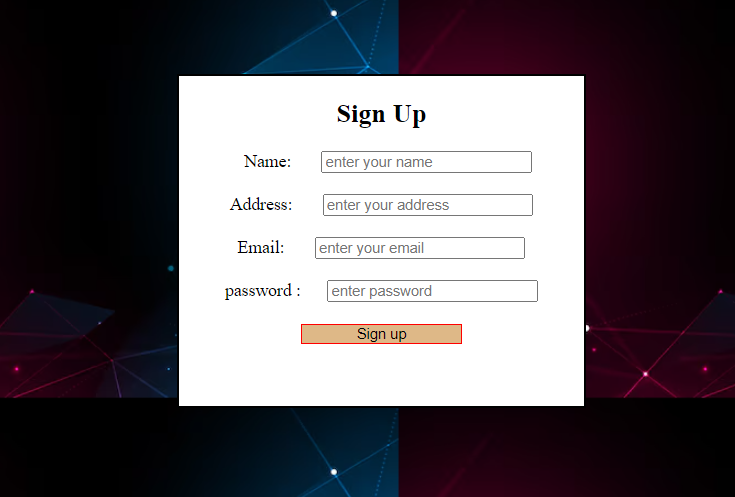 Sign Up
Name: enter your name
Address: enter your address
Email: enter your email
password : enter password
Sign up